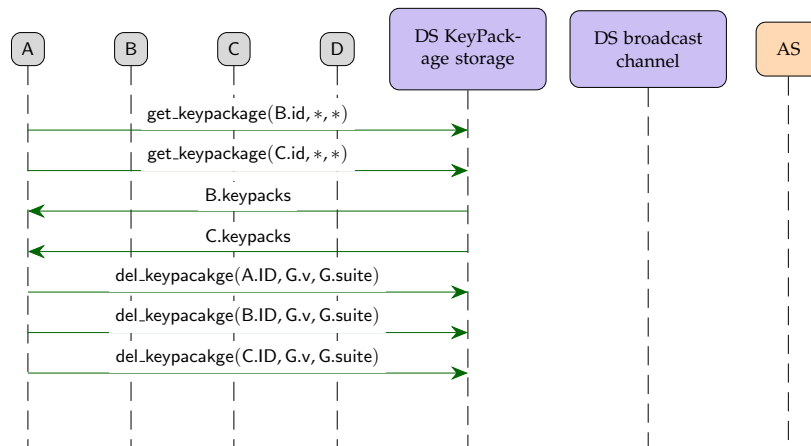 A
B
C
D
DS KeyPack-
age storage
DS broadcast
channel
AS
get_keypackage(B.id, ∗, ∗)
get_keypackage(C.id, ∗, ∗)
B.keypacks
C.keypacks
del_keypacakge(A.ID, G.v, G.suite)
del_keypacakge(B.ID, G.v, G.suite)
del_keypacakge(C.ID, G.v, G.suite)